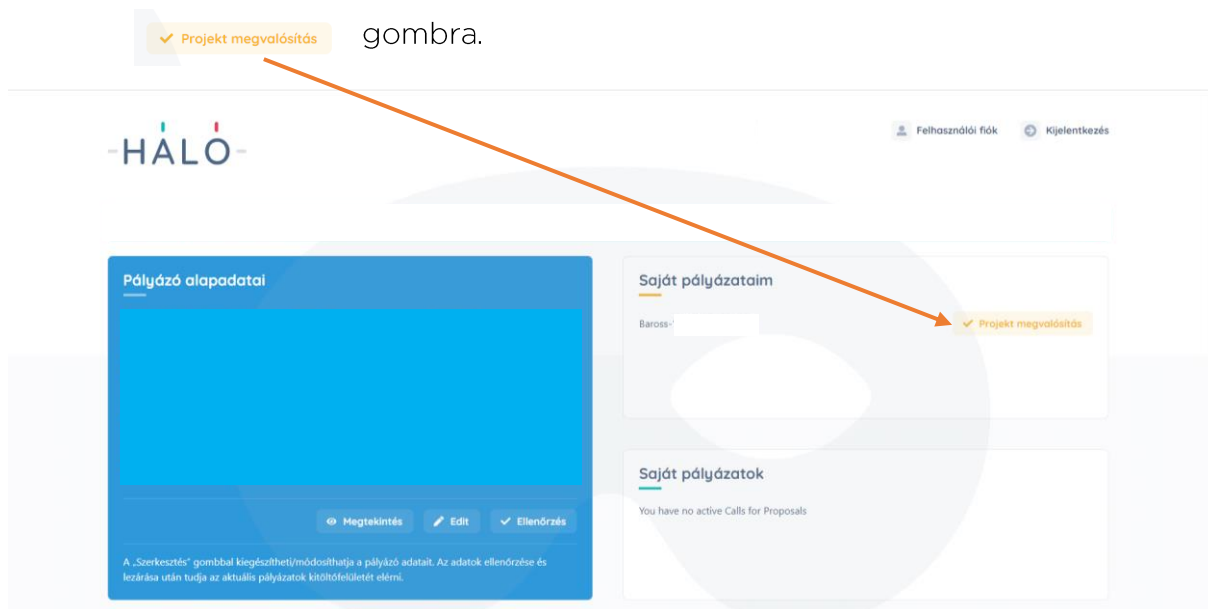 Projekt megvalósítás gombra.
-HÁLÓ-
Felhasználói fiók Kijelentkezés
Pályázó alapadatai
Megtekintés Edit Ellenőrzés
A „Szerkesztés" gombbal kiegészítheti/módosíthatja a pályázó adatait. Az adatok ellenőrzése és
lezárása után tudja az aktuális pályázatok kitöltőfelületét elérni.
Saját pályázataim
Baross- Projekt megvalósítás
Saját pályázatok
You have no active Calls for Proposals